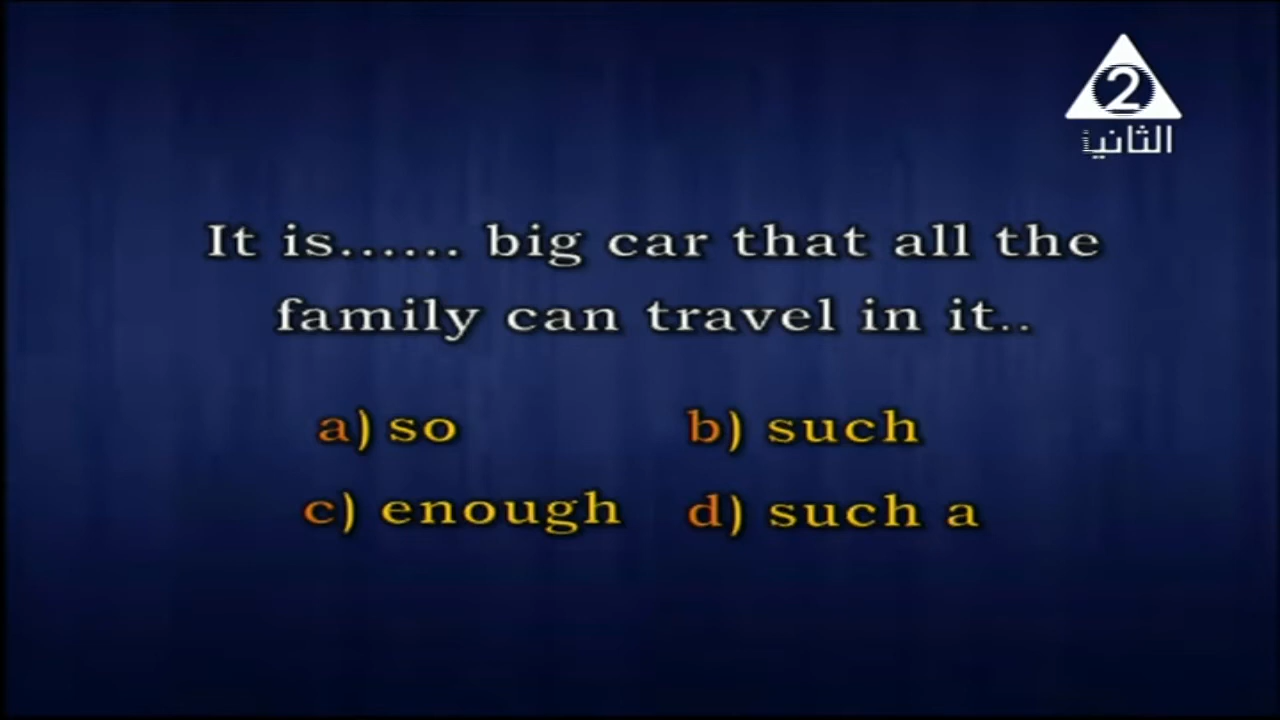 2
الثانية
It is...... big car that all the
family can travel in it..
a) so b) such
c) enough d) such a